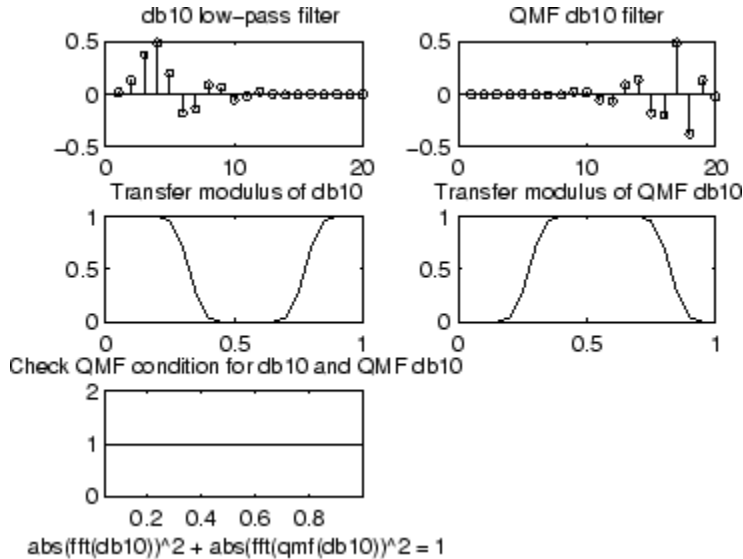 db10 low-pass filter
QMF db10 filter
0.5
0
-0.5
0 10 20
0.5
0
-0.5
0 10 20
Transfer modulus of db10
Transfer modulus of QMF db10
1
0.5
0
0 0.5 1
1
0.5
0
0 0.5 1
Check QMF condition for db10 and QMF db10
2
1
0
0.2 0.4 0.6 0.8
abs(fft(db10))^2 + abs(fft(qmf(db10))^2 = 1